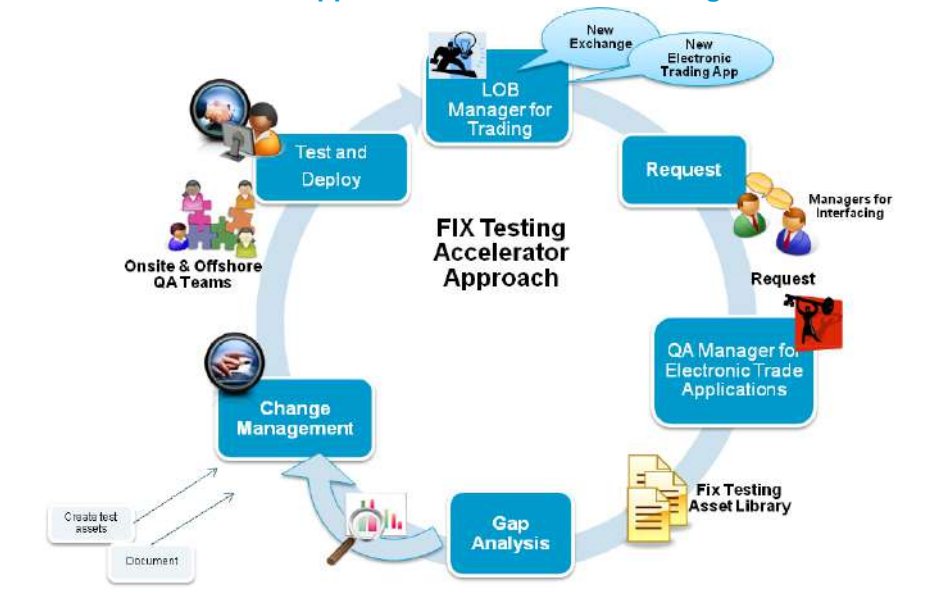 New
Exchange
New
Electronic
Trading App
LOB
Manager for
Trading
Request
Managers for
Interfacing
Request
QA Manager for
Electronic Trade
Applications
Fix Testing
Asset Library
Gap
Analysis
Change
Management
Create test
assets
Document
Test and
Deploy
Onsite & Offshore
QA Teams
FIX Testing
Accelerator
Approach